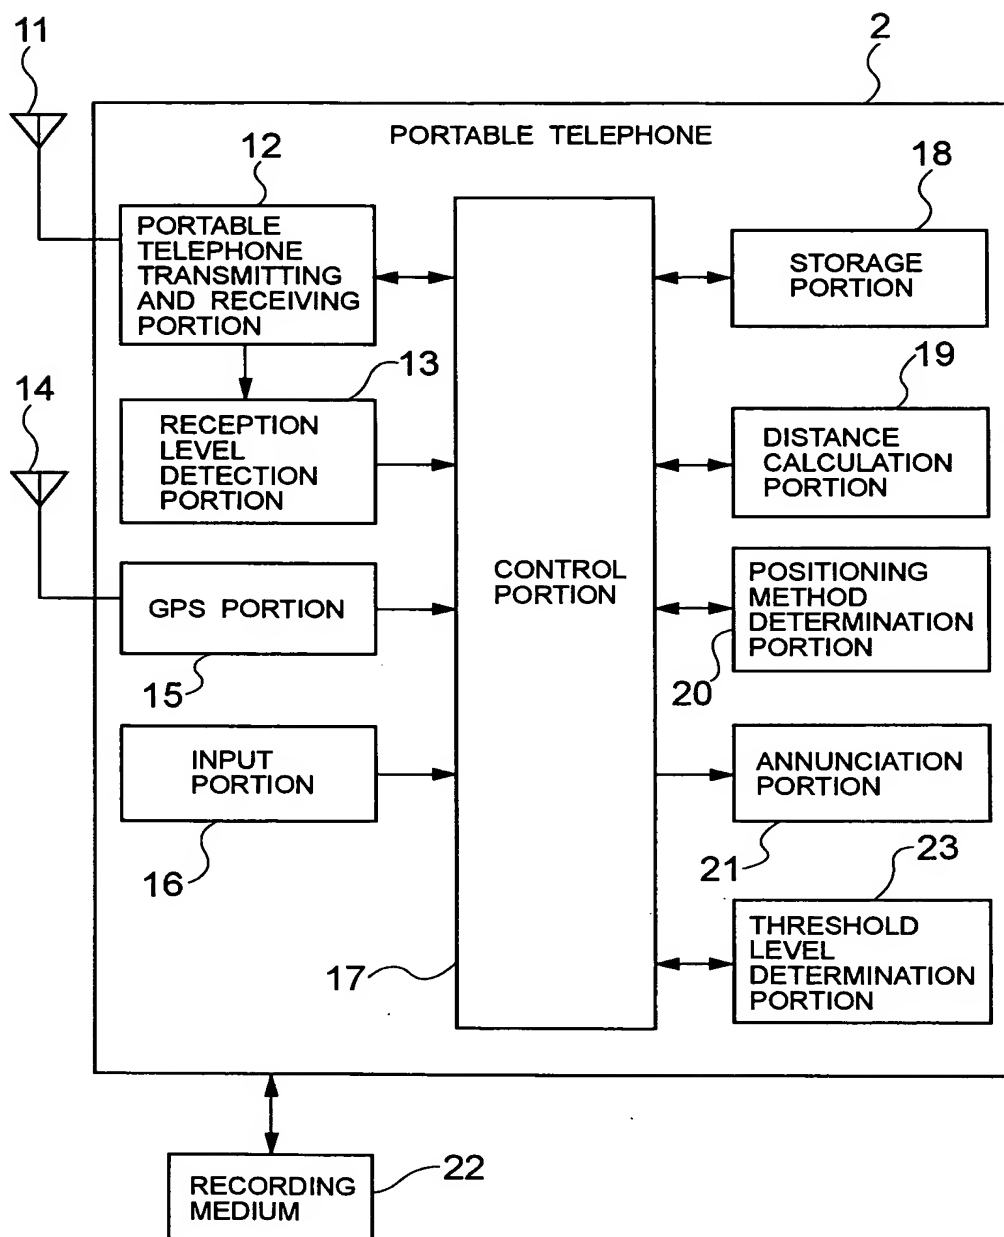 11
2
PORTABLE TELEPHONE
12
PORTABLE
TELEPHONE
TRANSMITTING
AND RECEIVING
PORTION
18
STORAGE
PORTION
13
14
RECEPTION
LEVEL
DETECTION
PORTION
19
DISTANCE
CALCULATION
PORTION
CONTROL
PORTION
GPS PORTION
15
POSITIONING
METHOD
DETERMINATION
PORTION
20
INPUT
PORTION
16
ANNUNCIATION
PORTION
21
23
THRESHOLD
LEVEL
DETERMINATION
PORTION
17
RECORDING
MEDIUM
22